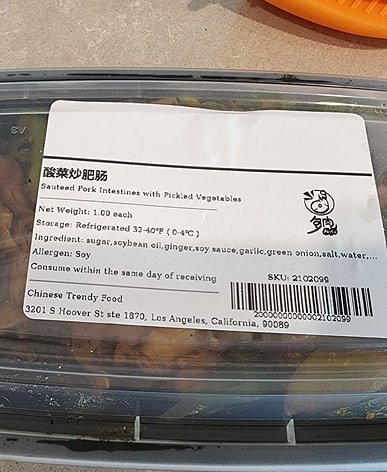 酸菜炒肥肠
Sauteed Pork Intestines with Pickled Vegetables
多肉
Net Weight: 1.00 each
Storage: Refrigerated 32-40°F ( 0-4°C )
Ingredient: sugar,soybean oil,ginger,soy sauce,garlic,green onion,salt,water,...
Allergen: Soy
Consume within the same day of receiving
SKU: 2102099
Chinese Trendy Food
3201 S Hoover St ste 1870, Los Angeles, California, 90089